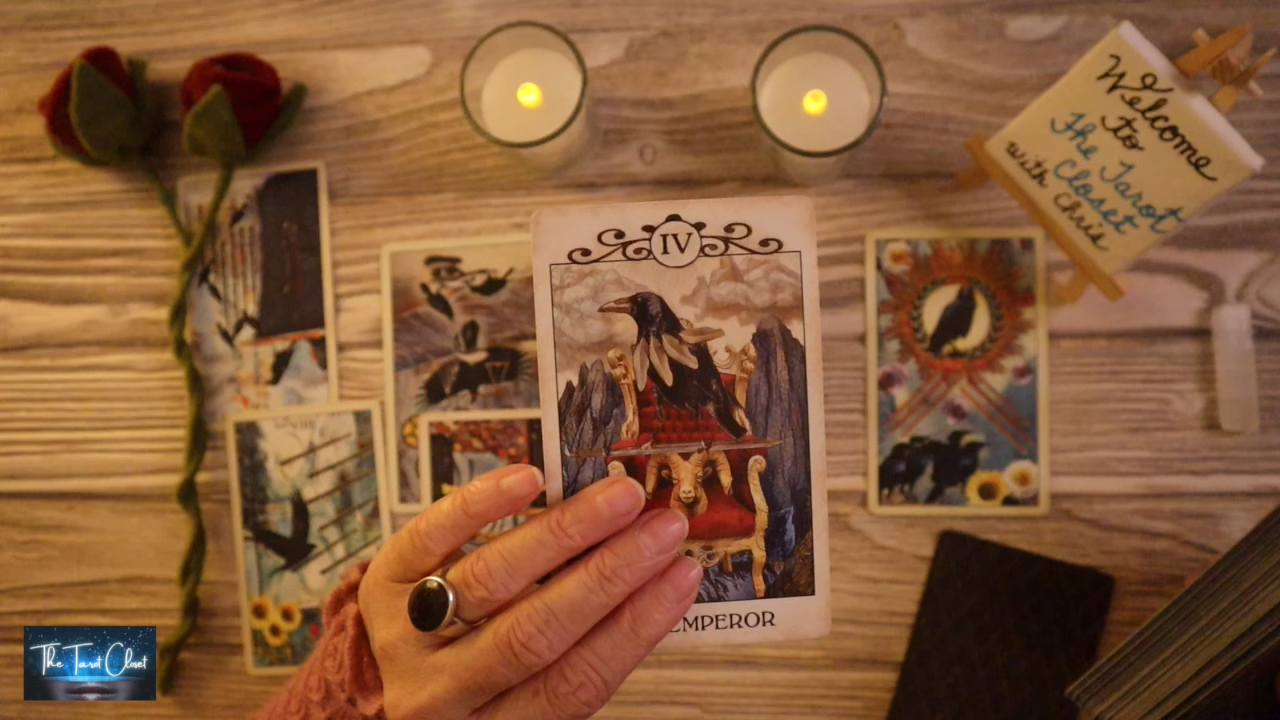 Welcome
to
The Tarot
Closet
with Chris
IV
EMPEROR
The Tarot Closet